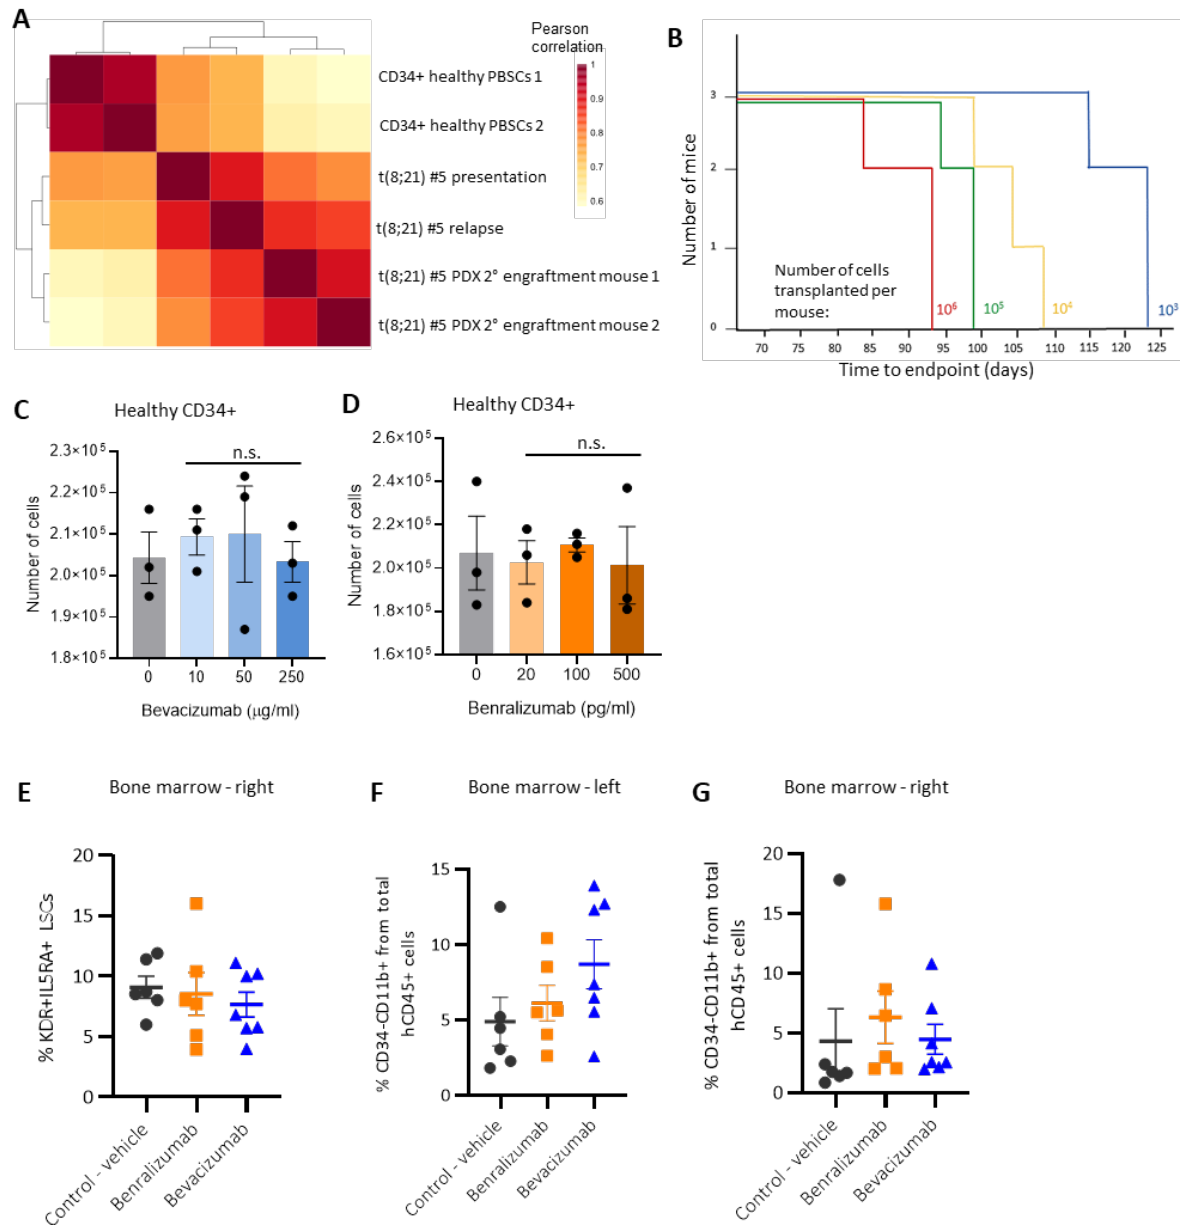 A
Pearson
correlation
1
0.9
0.8
0.7
0.6
CD34+ healthy PBSCs 1
CD34+ healthy PBSCs 2
t(8;21) #5 presentation
t(8;21) #5 relapse
t(8;21) #5 PDX 2° engraftment mouse 1
t(8;21) #5 PDX 2° engraftment mouse 2
B
Number of mice
3
2
1
0
Number of cells
transplanted per
mouse:
10⁶
10⁵
10⁴
10³
70 75 80 85 90 95 100 105 110 115 120 125
Time to endpoint (days)
C
Healthy CD34+
n.s.
Number of cells
2.3×10⁵
2.2×10⁵
2.1×10⁵
2.0×10⁵
1.9×10⁵
1.8×10⁵
0 10 50 250
Bevacizumab (μg/ml)
D
Healthy CD34+
n.s.
Number of cells
2.6×10⁵
2.4×10⁵
2.2×10⁵
2.0×10⁵
1.8×10⁵
1.6×10⁵
0 20 100 500
Benralizumab (pg/ml)
E
Bone marrow - right
% KDR+IL5RA+ LSCs
20
15
10
5
0
Control - vehicle
Benralizumab
Bevacizumab
F
Bone marrow - left
% CD34-CD11b+ from total
hCD45+ cells
15
10
5
0
Control - vehicle
Benralizumab
Bevacizumab
G
Bone marrow - right
% CD34-CD11b+ from total
hCD45+ cells
20
15
10
5
0
Control - vehicle
Benralizumab
Bevacizumab